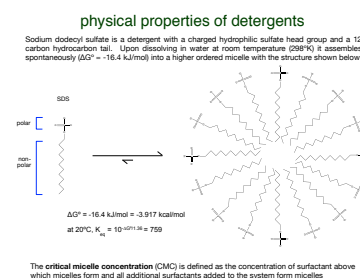 physical properties of detergents
Sodium dodecyl sulfate is a detergent with a charged hydrophilic sulfate head group and a 12
carbon hydrocarbon tail. Upon dissolving in water at room temperature (298°K) it assembles
spontaneously (ΔG° = -16.4 kJ/mol) into a higher ordered micelle with the structure shown below
SDS
polar
non-
polar
ΔG° = -16.4 kJ/mol = -3.917 kcal/mol
at 20°C, K = 10 = 759
eq
The critical micelle concentration (CMC) is defined as the concentration of surfactant above
which micelles form and all additional surfactants added to the system form micelles